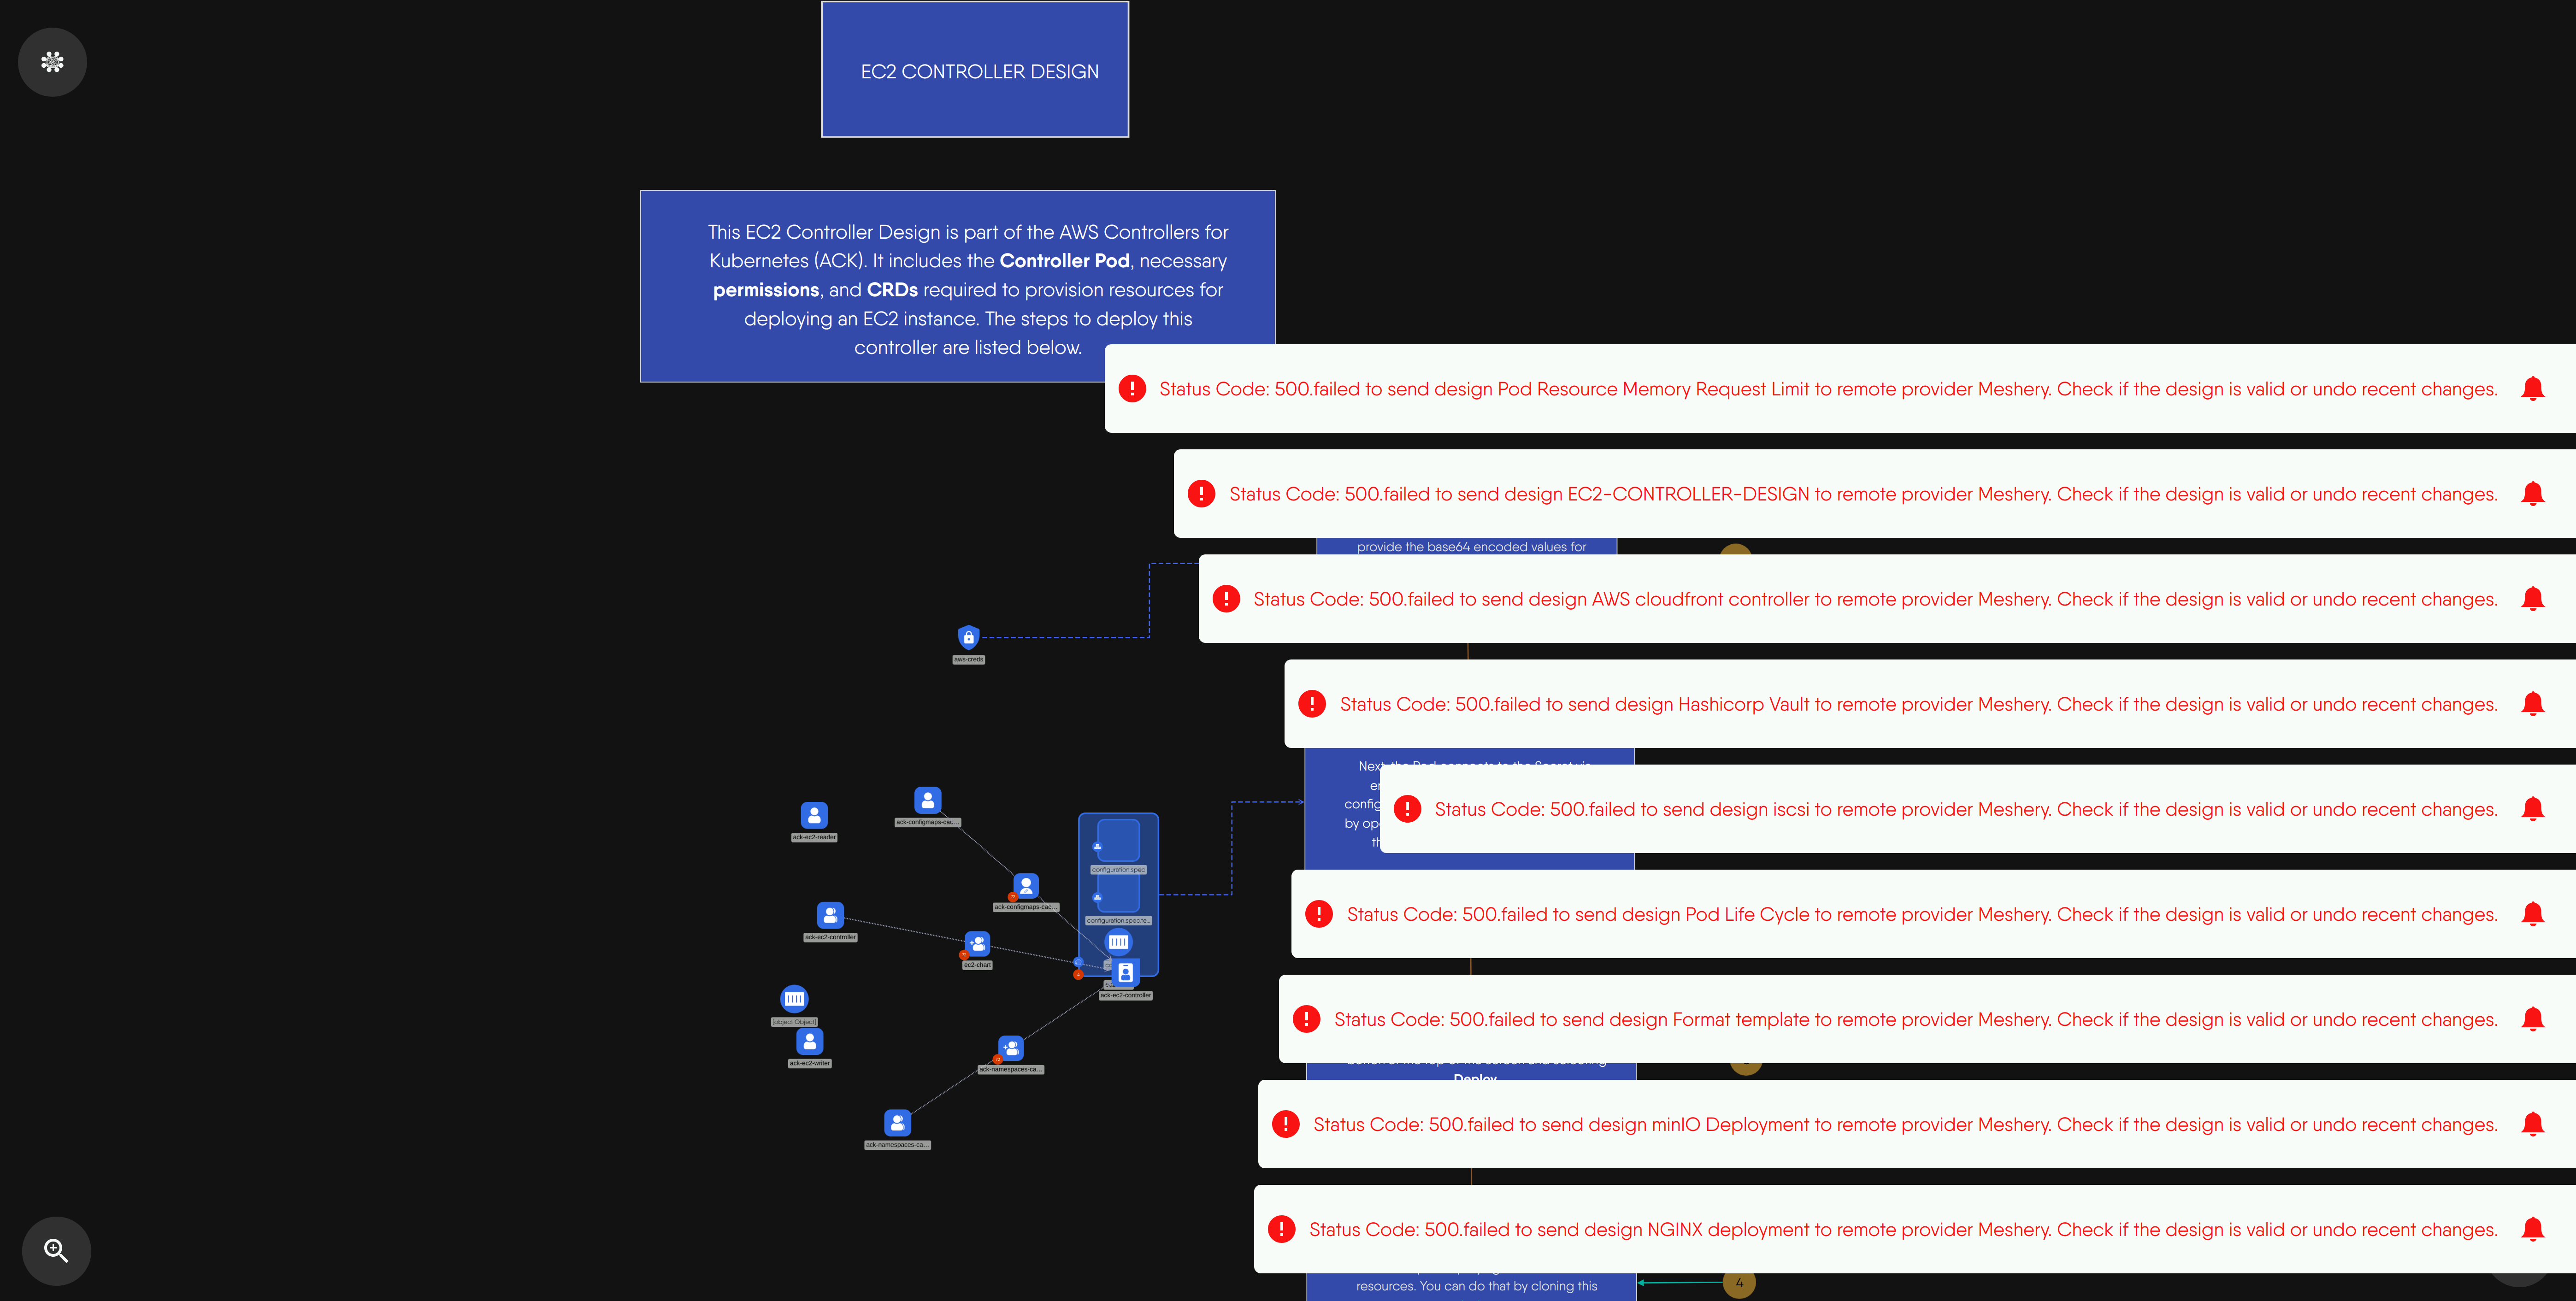 EC2 CONTROLLER DESIGN
This EC2 Controller Design is part of the AWS Controllers for
Kubernetes (ACK). It includes the Controller Pod, necessary
permissions, and CRDs required to provision resources for
deploying an EC2 instance. The steps to deploy this
controller are listed below.
Status Code: 500.failed to send design Pod Resource Memory Request Limit to remote provider Meshery. Check if the design is valid or undo recent changes.
Status Code: 500.failed to send design EC2-CONTROLLER-DESIGN to remote provider Meshery. Check if the design is valid or undo recent changes.
provide the base64 encoded values for
Status Code: 500.failed to send design AWS cloudfront controller to remote provider Meshery. Check if the design is valid or undo recent changes.
aws-creds
Status Code: 500.failed to send design Hashicorp Vault to remote provider Meshery. Check if the design is valid or undo recent changes.
Next, the Pod connects to the Secret via
Status Code: 500.failed to send design iscsi to remote provider Meshery. Check if the design is valid or undo recent changes.
ack-configmaps-cac...
ack-ec2-reader
configuration.spec
ack-configmaps-cac...
configuration.spec.te...
Status Code: 500.failed to send design Pod Life Cycle to remote provider Meshery. Check if the design is valid or undo recent changes.
ack-ec2-controller
ec2-chart
ack-ec2-controller
[object Object]
Status Code: 500.failed to send design Format template to remote provider Meshery. Check if the design is valid or undo recent changes.
ack-ec2-writer
ack-namespaces-ca...
Deploy
Status Code: 500.failed to send design minIO Deployment to remote provider Meshery. Check if the design is valid or undo recent changes.
ack-namespaces-ca...
Status Code: 500.failed to send design NGINX deployment to remote provider Meshery. Check if the design is valid or undo recent changes.
resources. You can do that by cloning this
4